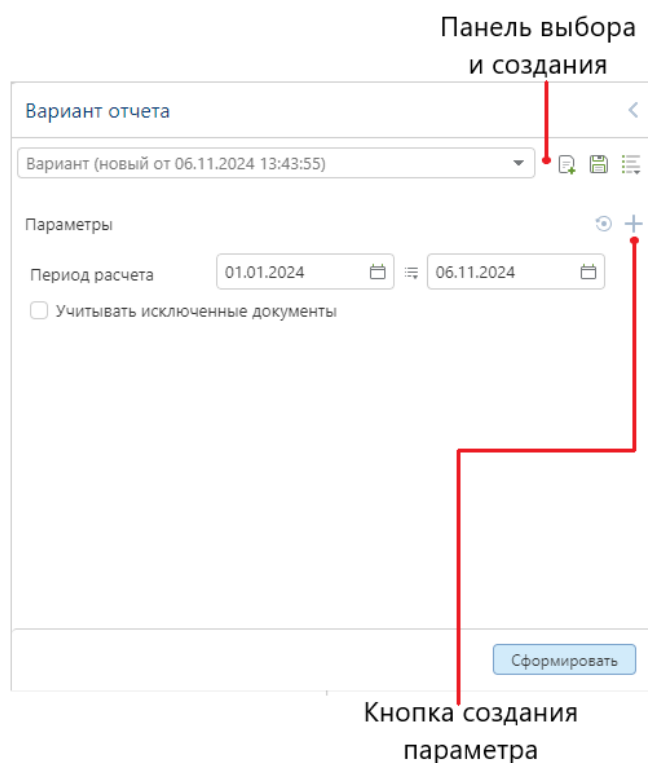 Панель выбора
и создания
Вариант отчета
Вариант (новый от 06.11.2024 13:43:55)
Параметры
Период расчета 01.01.2024 06.11.2024
Учитывать исключенные документы
Сформировать
Кнопка создания
параметра